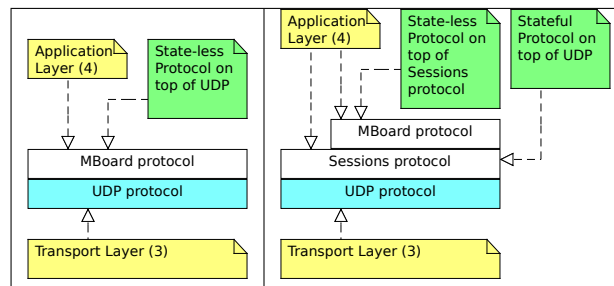 Application
Layer (4)
State-less
Protocol on
top of UDP
MBoard protocol
UDP protocol
Transport Layer (3)
Application
Layer (4)
State-less
Protocol on
top of
Sessions
protocol
Stateful
Protocol on
top of UDP
MBoard protocol
Sessions protocol
UDP protocol
Transport Layer (3)